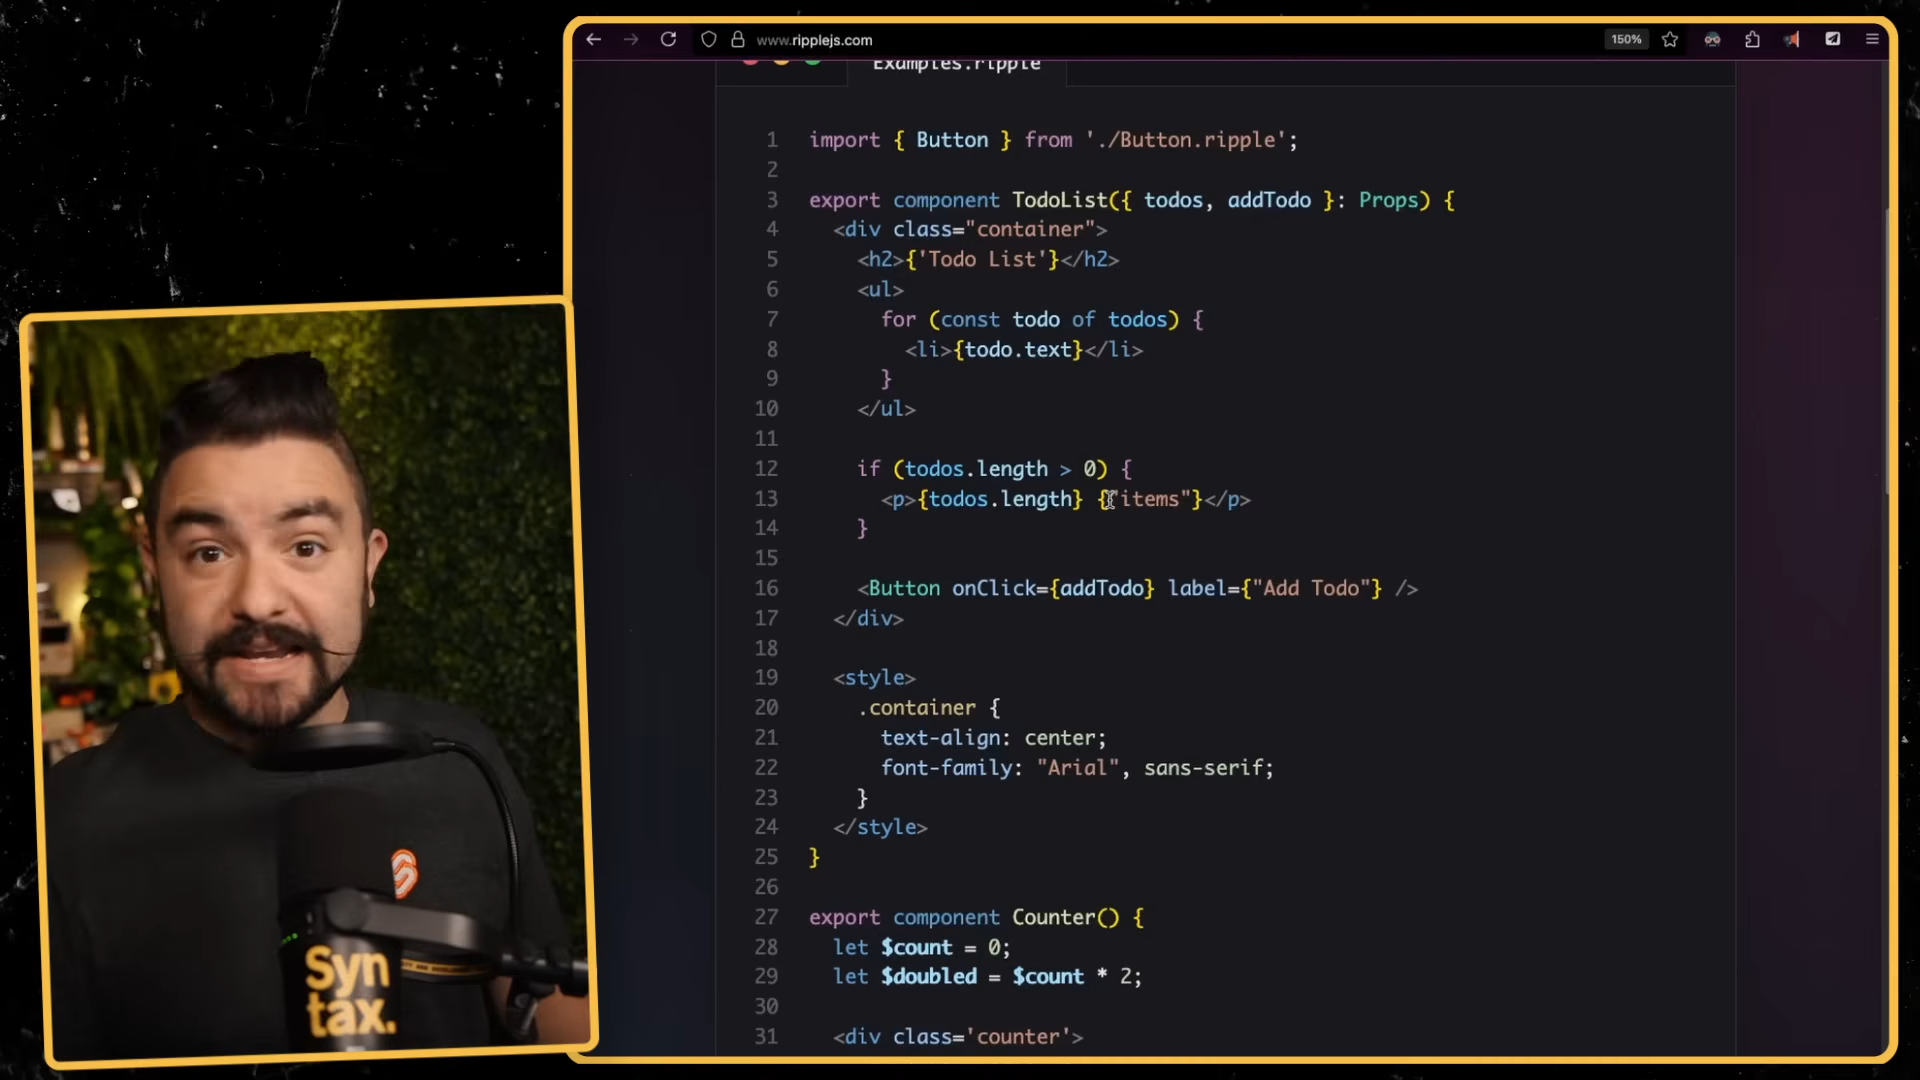 www.ripplejs.com
150%
Examples.ripple
1 import { Button } from './Button.ripple';
2
3 export component TodoList({ todos, addTodo }: Props) {
4 <div class="container">
5 <h2>{'Todo List'}</h2>
6 <ul>
7 for (const todo of todos) {
8 <li>{todo.text}</li>
9 }
10 </ul>
11
12 if (todos.length > 0) {
13 <p>{todos.length} {"items"}</p>
14 }
15
16 <Button onClick={addTodo} label={"Add Todo"} />
17 </div>
18
19 <style>
20 .container {
21 text-align: center;
22 font-family: "Arial", sans-serif;
23 }
24 </style>
25 }
26
27 export component Counter() {
28 let $count = 0;
29 let $doubled = $count * 2;
30
31 <div class='counter'>
Syn
tax.